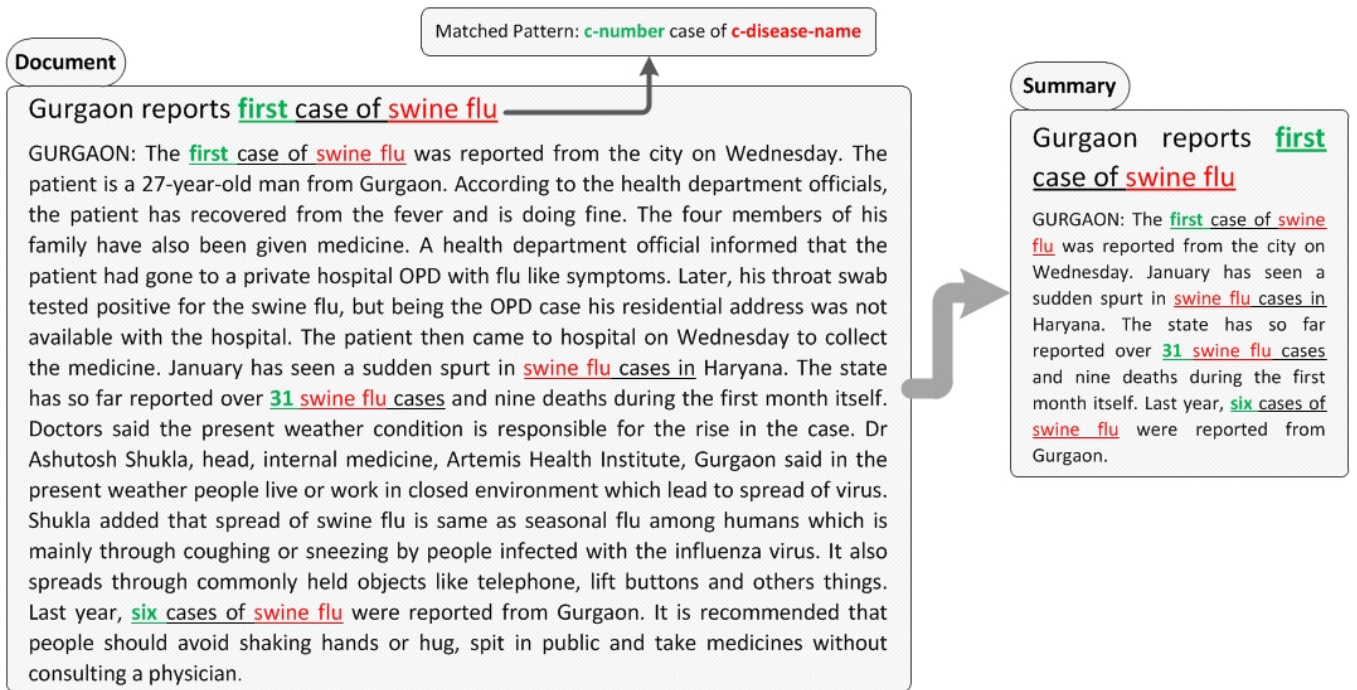 Matched Pattern: c-number case of c-disease-name
Document
Gurgaon reports first case of swine flu
GURGAON: The first case of swine flu was reported from the city on Wednesday. The
patient is a 27-year-old man from Gurgaon. According to the health department officials,
the patient has recovered from the fever and is doing fine. The four members of his
family have also been given medicine. A health department official informed that the
patient had gone to a private hospital OPD with flu like symptoms. Later, his throat swab
tested positive for the swine flu, but being the OPD case his residential address was not
available with the hospital. The patient then came to hospital on Wednesday to collect
the medicine. January has seen a sudden spurt in swine flu cases in Haryana. The state
has so far reported over 31 swine flu cases and nine deaths during the first month itself.
Doctors said the present weather condition is responsible for the rise in the case. Dr
Ashutosh Shukla, head, internal medicine, Artemis Health Institute, Gurgaon said in the
present weather people live or work in closed environment which lead to spread of virus.
Shukla added that spread of swine flu is same as seasonal flu among humans which is
mainly through coughing or sneezing by people infected with the influenza virus. It also
spreads through commonly held objects like telephone, lift buttons and others things.
Last year, six cases of swine flu were reported from Gurgaon. It is recommended that
people should avoid shaking hands or hug, spit in public and take medicines without
consulting a physician.
Summary
Gurgaon reports first
case of swine flu
GURGAON: The first case of swine
flu was reported from the city on
Wednesday. January has seen a
sudden spurt in swine flu cases in
Haryana. The state has so far
reported over 31 swine flu cases
and nine deaths during the first
month itself. Last year, six cases of
swine flu were reported from
Gurgaon.